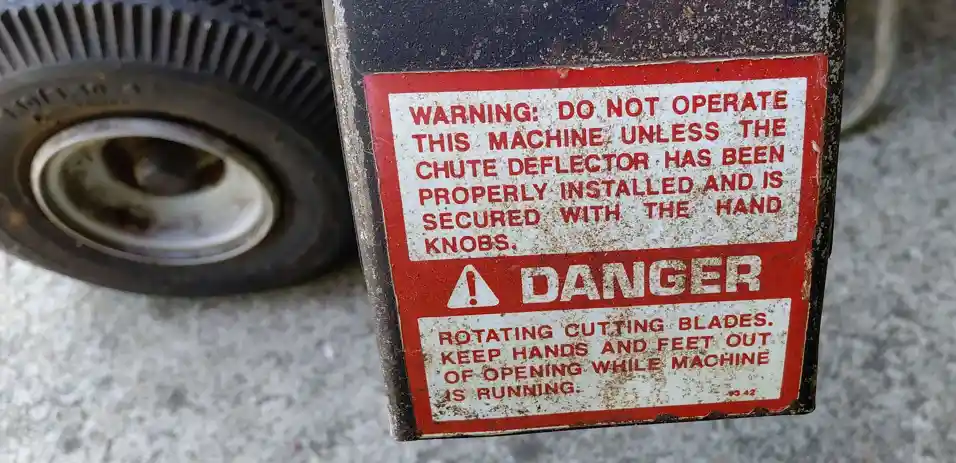 WARNING: DO NOT OPERATE
THIS MACHINE UNLESS THE
CHUTE DEFLECTOR HAS BEEN
PROPERLY INSTALLED AND IS
SECURED WITH THE HAND
KNOBS.
DANGER
ROTATING CUTTING BLADES.
KEEP HANDS AND FEET OUT
OF OPENING WHILE MACHINE
IS RUNNING.